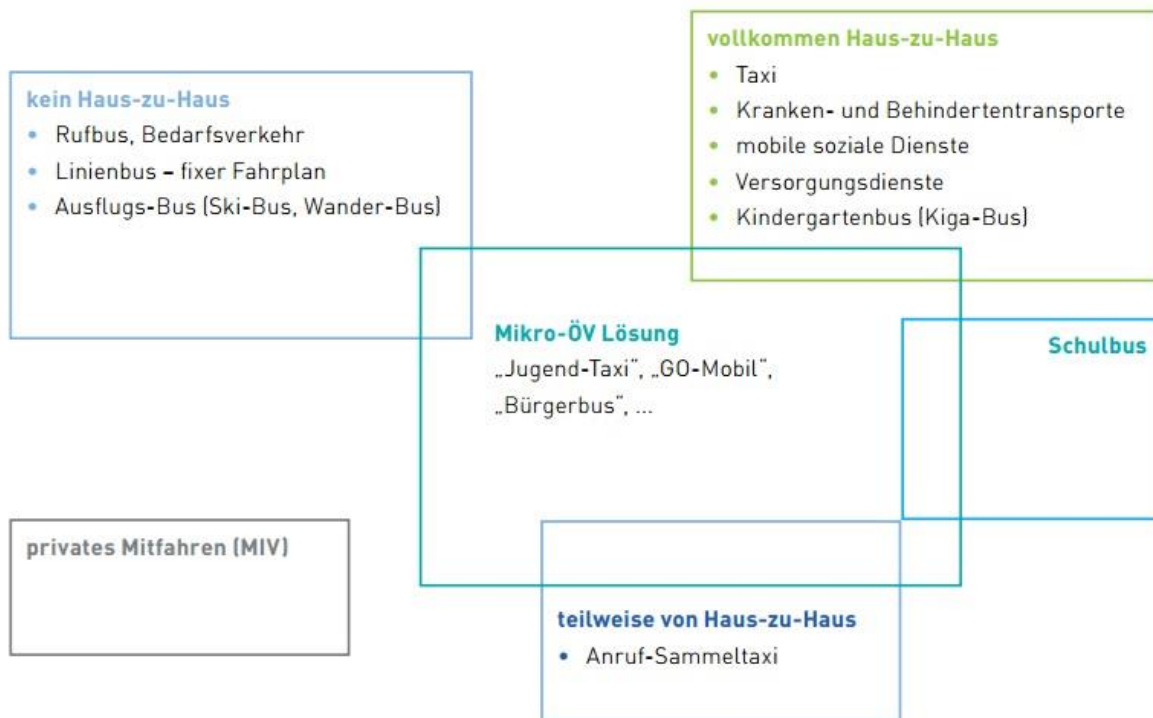 vollkommen Haus-zu-Haus
• Taxi
• Kranken- und Behindertentransporte
• mobile soziale Dienste
• Versorgungsdienste
• Kindergartenbus (Kiga-Bus)
kein Haus-zu-Haus
• Rufbus, Bedarfsverkehr
• Linienbus – fixer Fahrplan
• Ausflugs-Bus (Ski-Bus, Wander-Bus)
Mikro-ÖV Lösung
„Jugend-Taxi“, „GO-Mobil“,
„Bürgerbus“, ...
Schulbus
privates Mitfahren (MIV)
teilweise von Haus-zu-Haus
• Anruf-Sammeltaxi